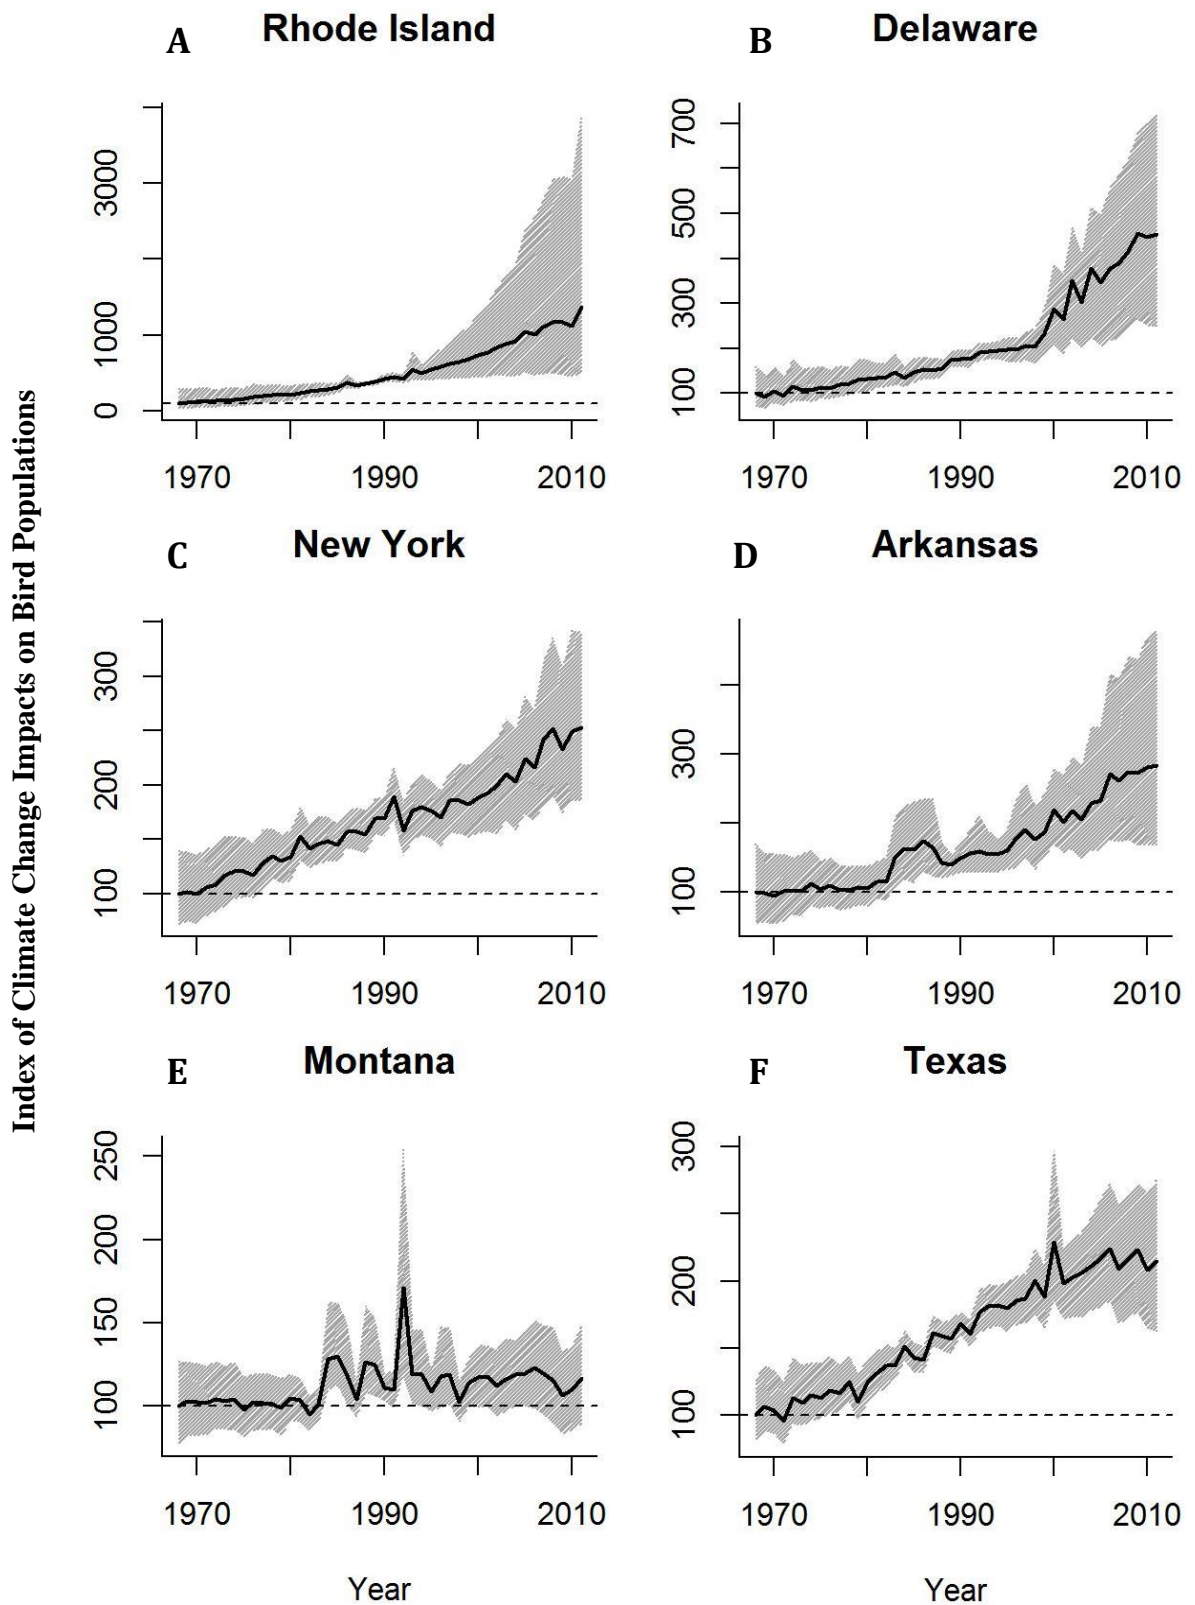 Index of Climate Change Impacts on Bird Populations
A Rhode Island
3000
1000
0
1970 1990 2010
B Delaware
700
500
300
100
1970 1990 2010
C New York
300
200
100
1970 1990 2010
D Arkansas
300
100
1970 1990 2010
E Montana
250
200
150
100
1970 1990 2010
Year
F Texas
300
200
100
1970 1990 2010
Year